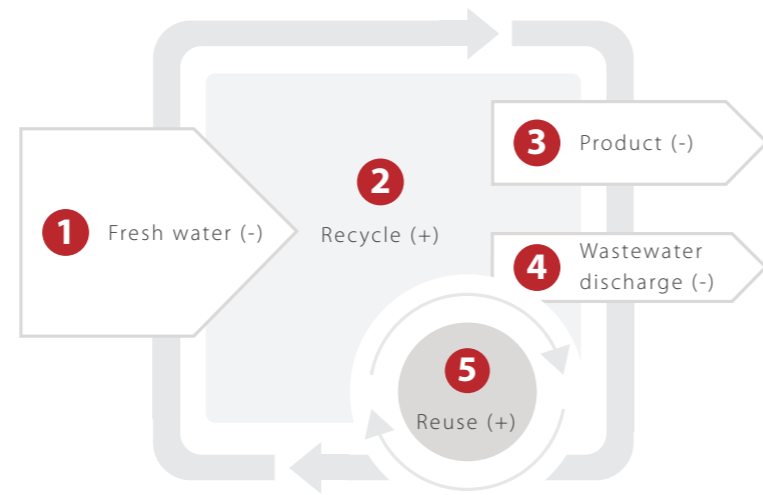 1 Fresh water (-)
2
Recycle (+)
3 Product (-)
4 Wastewater
discharge (-)
5
Reuse (+)